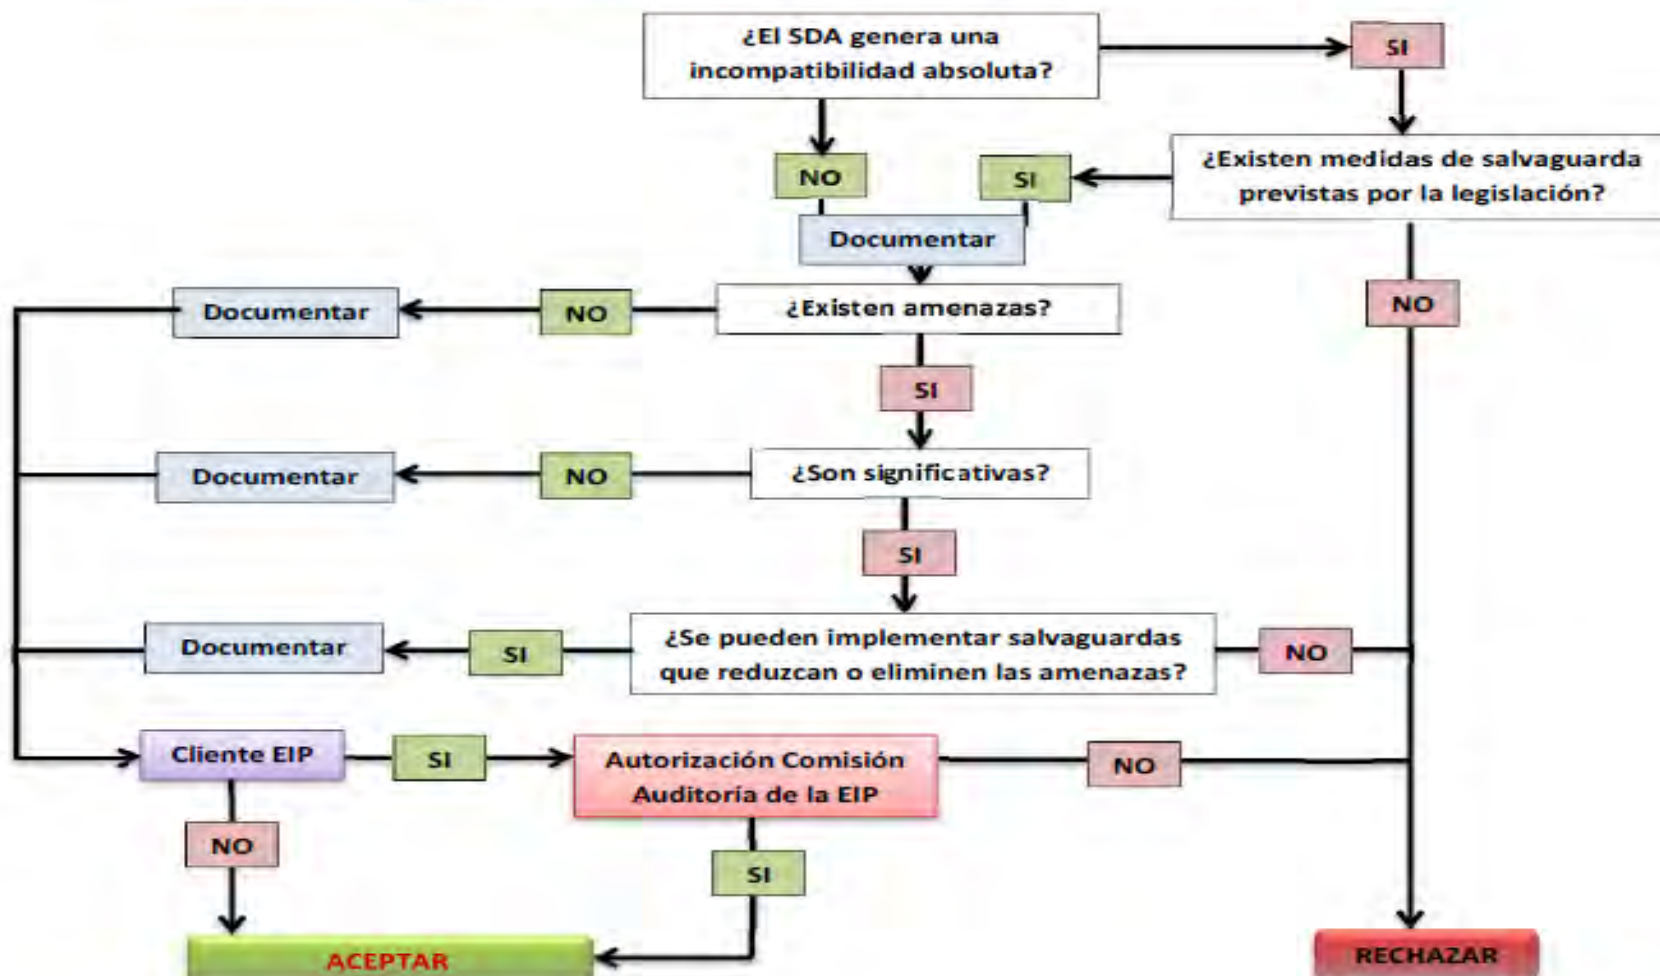 ¿El SDA genera una
incompatibilidad absoluta?
SI
NO
SI
¿Existen medidas de salvaguarda
previstas por la legislación?
Documentar
Documentar
NO
¿Existen amenazas?
NO
SI
Documentar
NO
¿Son significativas?
SI
Documentar
SI
¿Se pueden implementar salvaguardas
que reduzcan o eliminen las amenazas?
NO
Cliente EIP
SI
Autorización Comisión
Auditoría de la EIP
NO
NO
SI
ACEPTAR
RECHAZAR